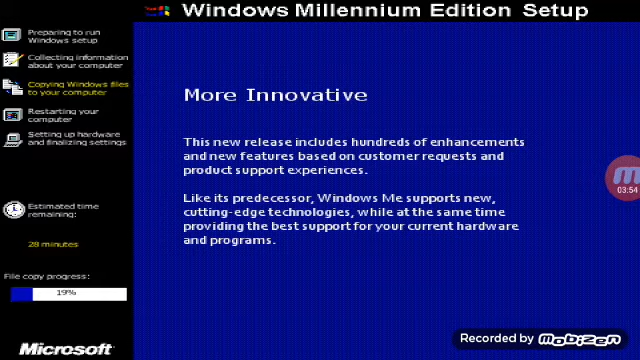 Windows Millennium Edition Setup
Preparing to run
Windows setup
Collecting information
about your computer
Copying Windows files
to your computer
Restarting your
computer
Setting up hardware
and finalizing settings
Estimated time
remaining:
28 minutes
File copy progress:
19%
Microsoft
More Innovative
This new release includes hundreds of enhancements
and new features based on customer requests and
product support experiences.
Like its predecessor, Windows Me supports new,
cutting-edge technologies, while at the same time
providing the best support for your current hardware
and programs.
03:54
Recorded by mobizen